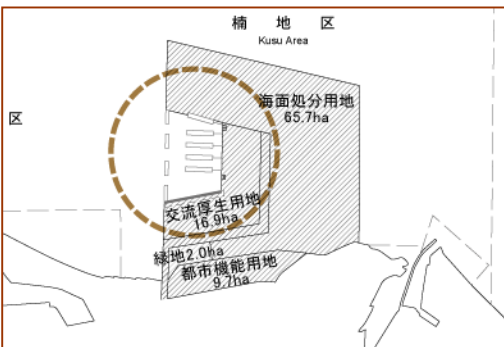 楠地区
Kusu Area
海面処分用地
65.7ha
区
交流厚生用地
16.9ha
緑地2.0ha
都市機能用地
9.7ha